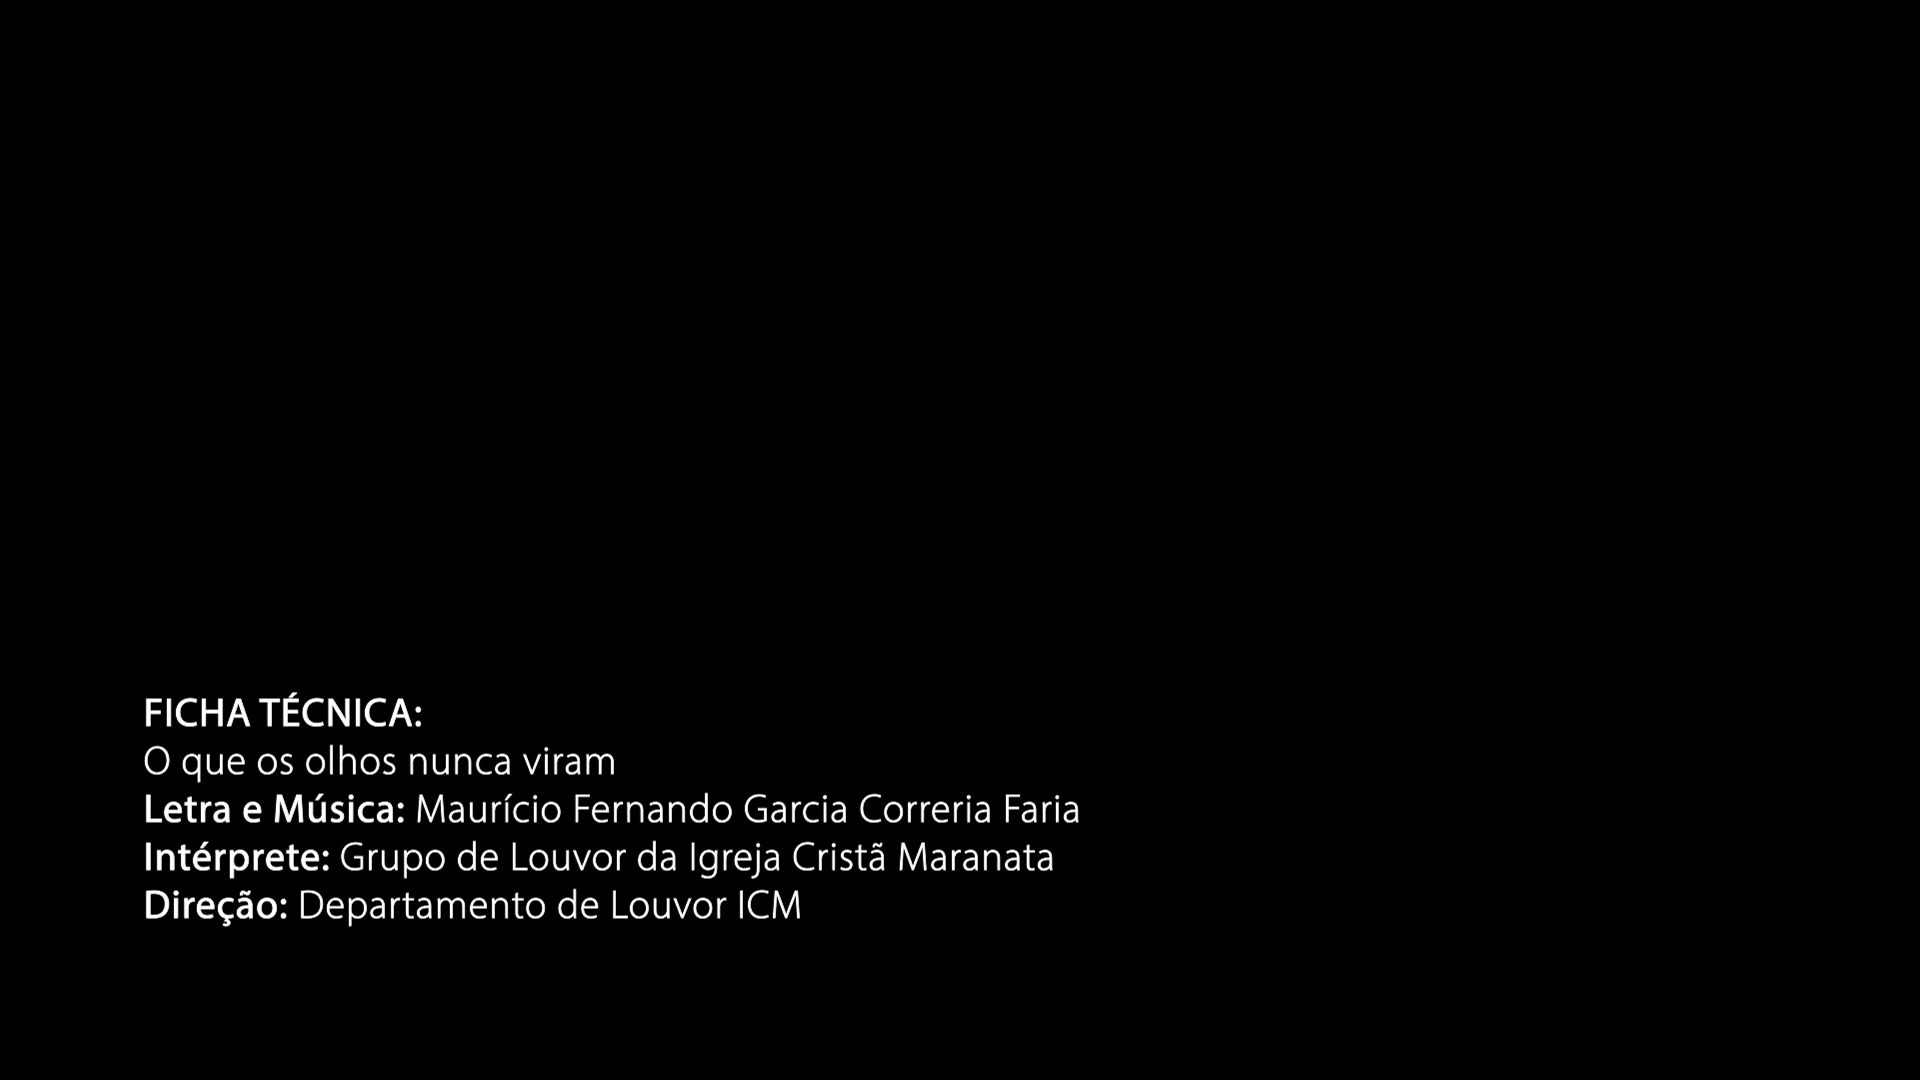 FICHA TÉCNICA:
O que os olhos nunca viram
Letra e Música: Maurício Fernando Garcia Correria Faria
Intérprete: Grupo de Louvor da Igreja Cristã Maranata
Direção: Departamento de Louvor ICM